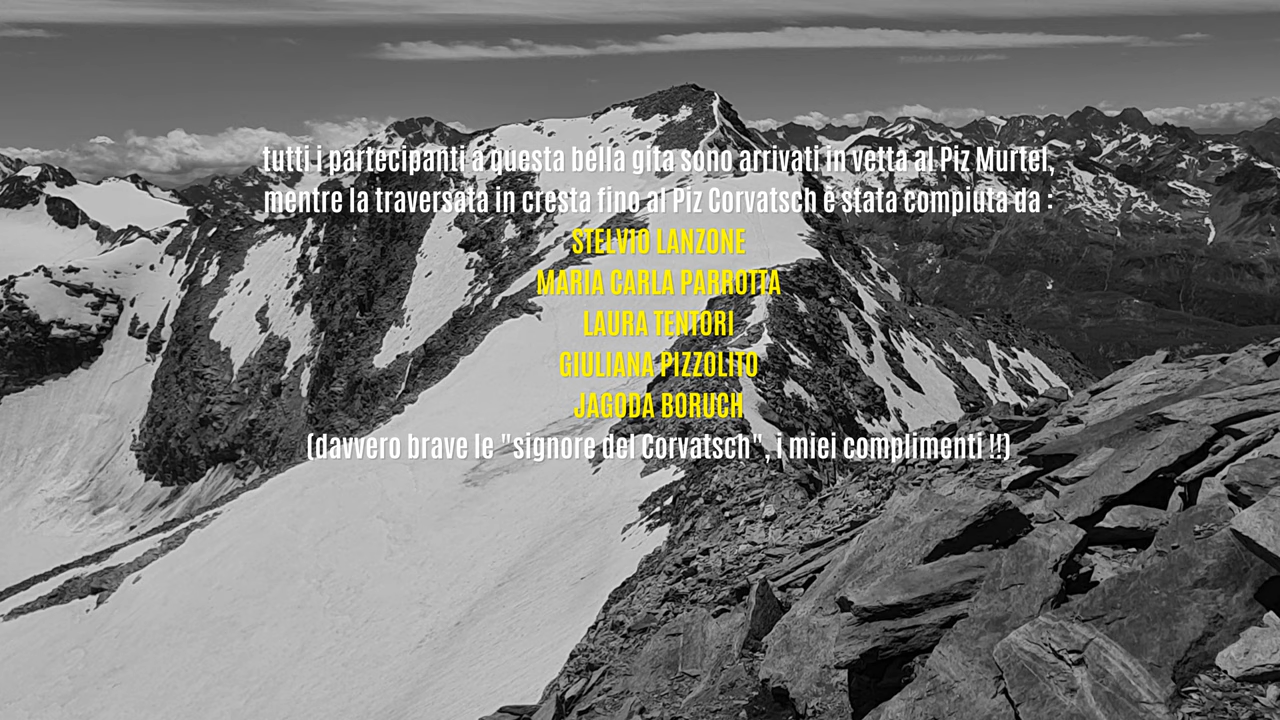 tutti i partecipanti a questa bella gita sono arrivati in vetta al Piz Murtel,
mentre la traversata in cresta fino al Piz Corvatsch è stata compiuta da :
STELVIO LANZONE
MARIA CARLA PARROTTA
LAURA TENTORI
GIULIANA PIZZOLITO
JAGODA BORUCH
(davvero brave le "signore del Corvatsch", i miei complimenti !!)